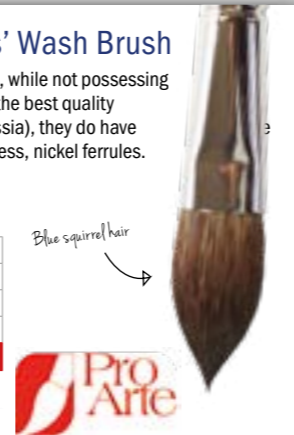 s' Wash Brush
, while not possessing
the best quality
ssia), they do have
ess, nickel ferrules.
e
Blue squirrel hair
Pro
Arte